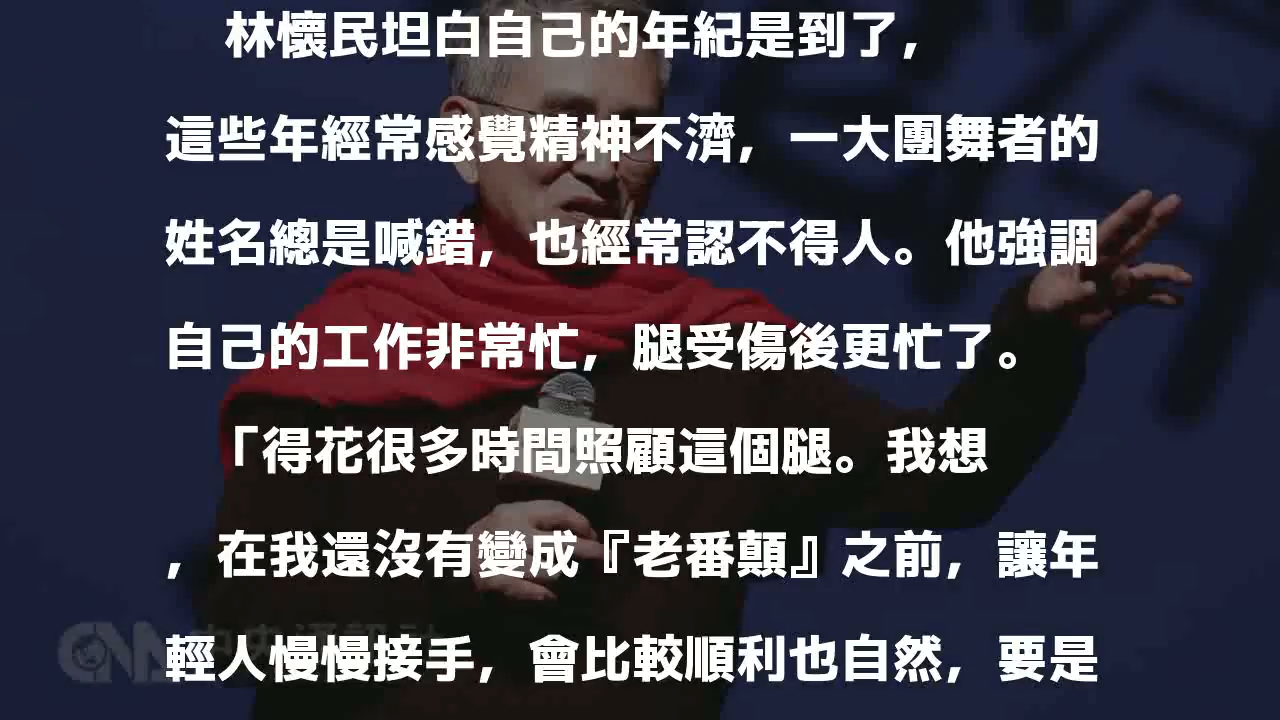 林懷民坦白自己的年紀是到了，
這些年經常感覺精神不濟，一大團舞者的
姓名總是喊錯，也經常認不得人。他強調
自己的工作非常忙，腿受傷後更忙了。
「得花很多時間照顧這個腿。我想
，在我還沒有變成『老番顛』之前，讓年
輕人慢慢接手，會比較順利也自然，要是
CNA